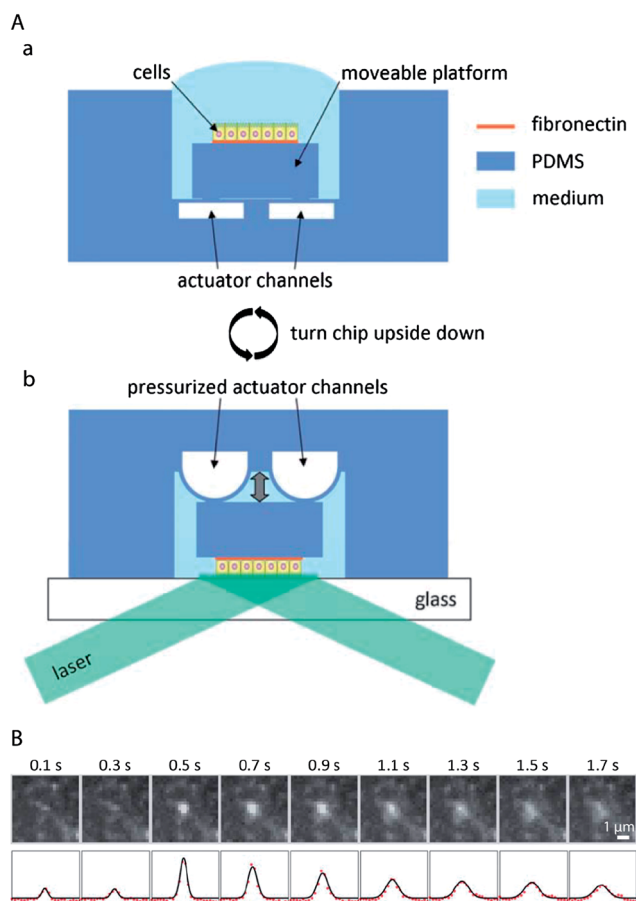 A
a
cells
moveable platform
fibronectin
PDMS
medium
actuator channels
turn chip upside down
b
pressurized actuator channels
glass
laser
B
0.1 s 0.3 s 0.5 s 0.7 s 0.9 s 1.1 s 1.3 s 1.5 s 1.7 s
1 µm